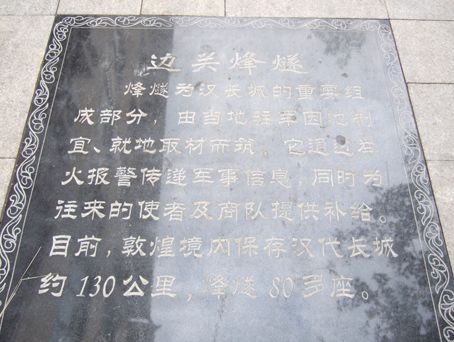 边关烽燧
烽燧为汉长城的重要组
成部分，由当地驻军因地制
宜、就地取材而筑。它通过举
火报警传递军事信息，同时为
往来的使者及商队提供补给。
目前，敦煌境内保存汉代长城
约130公里，烽燧80多座。